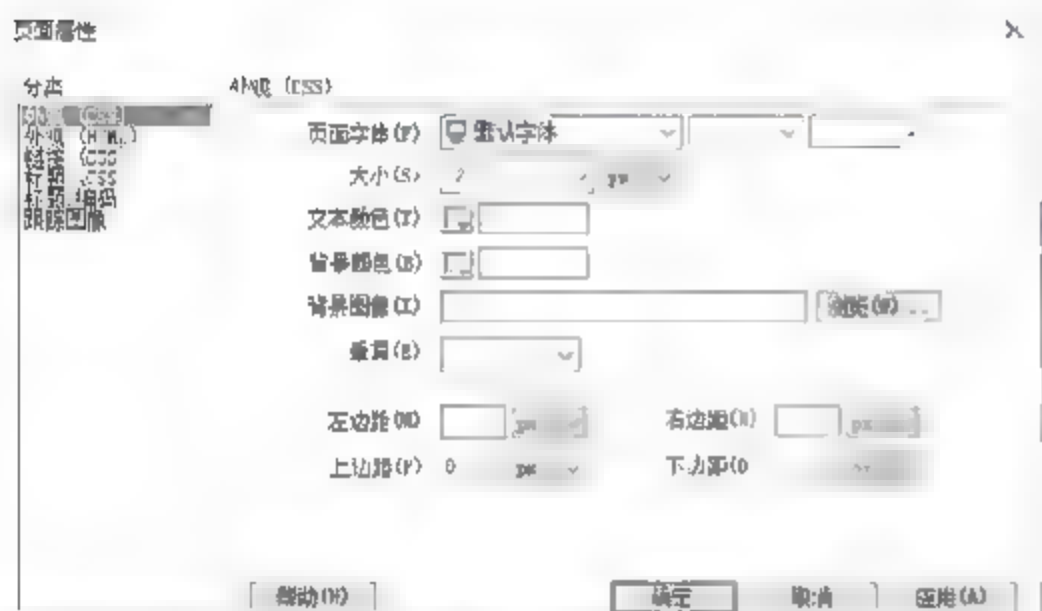 页面属性
分类
外观 (CSS)
外观 (HTML)
链接 (CSS
标题 (CSS
标题/编码
跟踪图像
外观 (CSS)
页面字体(F) 默认字体
大小(S) px
文本颜色(T)
背景颜色(B)
背景图像(I) 浏览(W)...
重复(E)
左边距(M) px 右边距(N) px
上边距(P) 0 px 下边距(O
帮助(H) 确定 取消 应用(A)